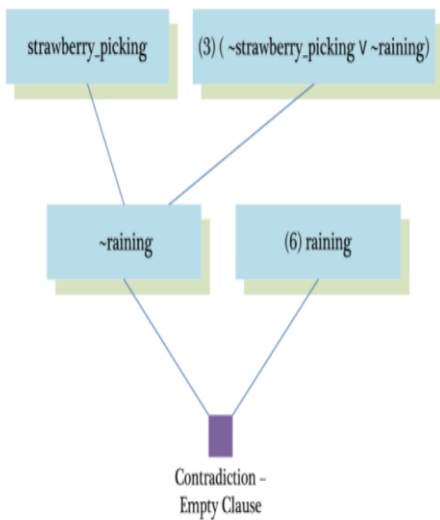 strawberry_picking
(3) ( ~strawberry_picking V ~raining)
~raining
(6) raining
Contradiction –
Empty Clause